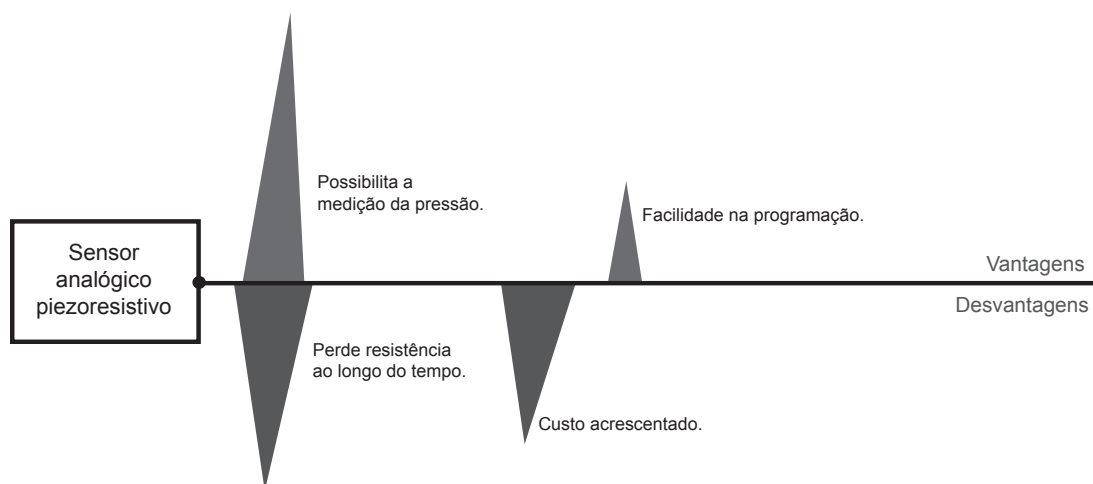 Possibilita a
medição da pressão.
Facilidade na programação.
Sensor
analógico
piezoresistivo
Vantagens
Desvantagens
Perde resistência
ao longo do tempo.
Custo acrescentado.